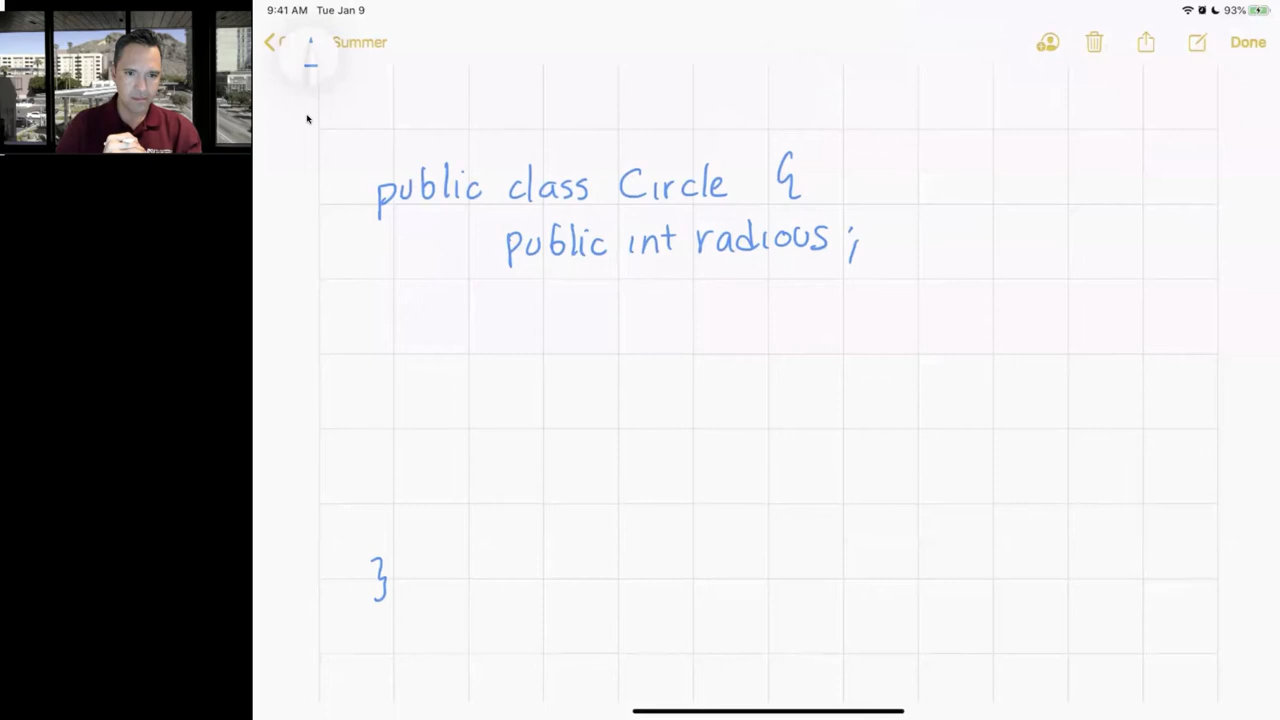 9:41 AM Tue Jan 9
93%
Summer
Done
public class Circle {
public int radious ;
}